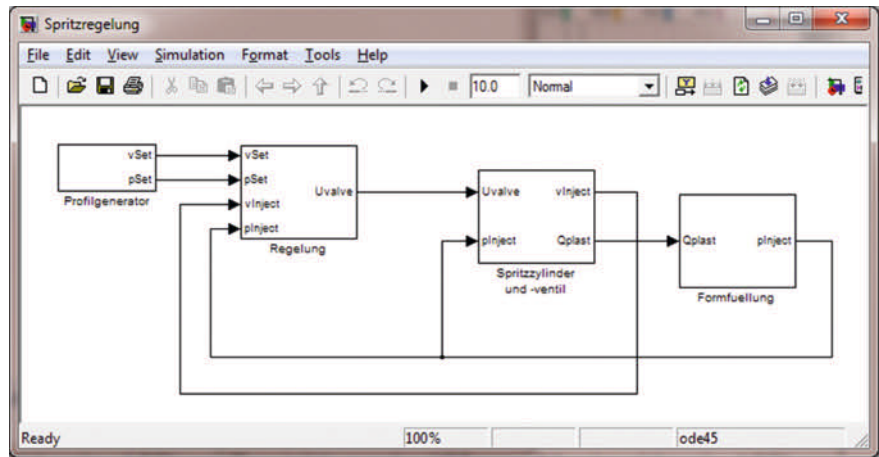 Spritzregelung
File Edit View Simulation Format Tools Help
10.0 Normal
vSet
pSet
Profilgenerator
vSet
pSet
vInject
pInject
Uvalve
Regelung
Uvalve
pInject
vInject
Qplast
Spritzzylinder
und -ventil
Qplast
pInject
Formfuellung
Ready 100% ode45